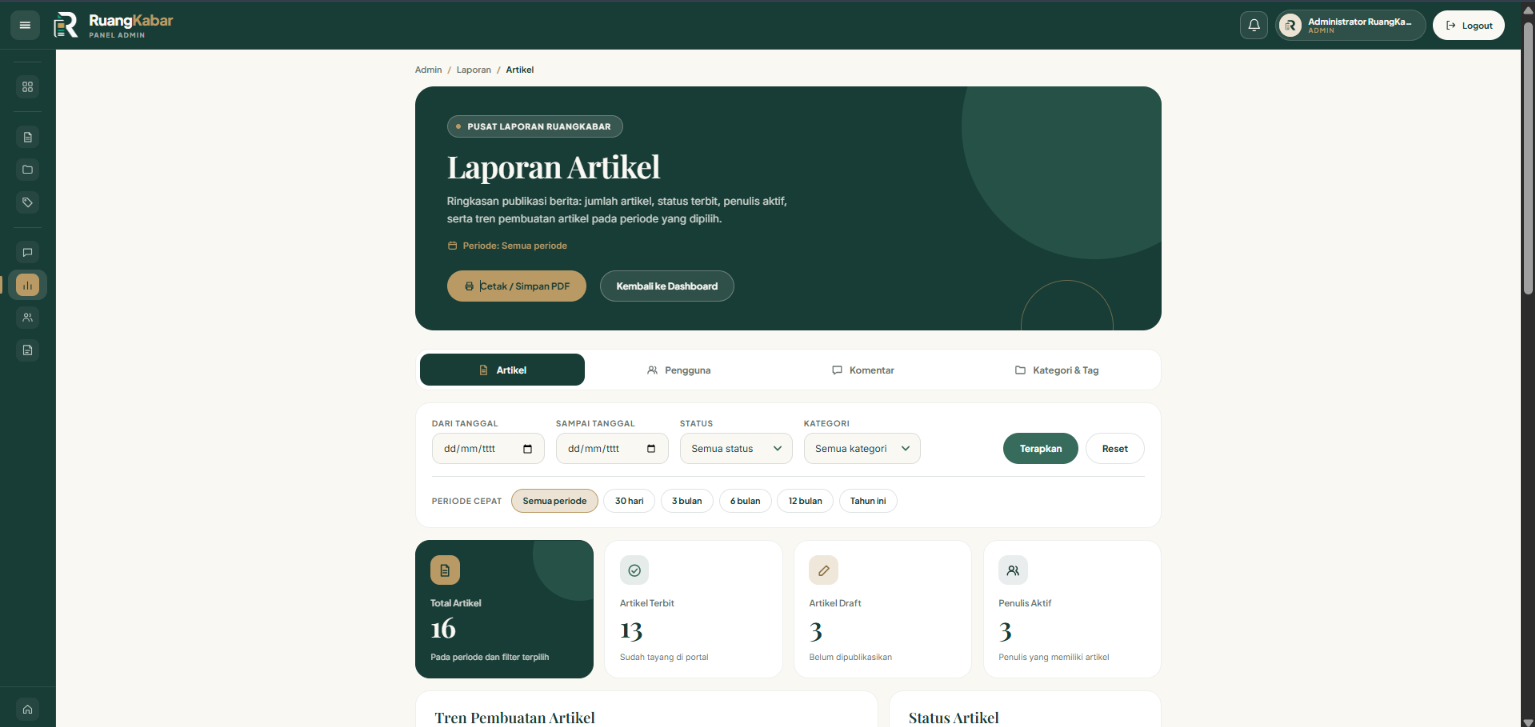 RuangKabar
PANEL ADMIN
Administrator RuangKa...
ADMIN
Logout
Admin / Laporan / Artikel
PUSAT LAPORAN RUANGKABAR
Laporan Artikel
Ringkasan publikasi berita: jumlah artikel, status terbit, penulis aktif,
serta tren pembuatan artikel pada periode yang dipilih.
Periode: Semua periode
Cetak / Simpan PDF
Kembali ke Dashboard
Artikel
Pengguna
Komentar
Kategori & Tag
DARI TANGGAL
SAMPAI TANGGAL
STATUS
KATEGORI
dd/mm/tttt
dd/mm/tttt
Semua status
Semua kategori
Terapkan
Reset
PERIODE CEPAT
Semua periode
30 hari
3 bulan
6 bulan
12 bulan
Tahun ini
Total Artikel
16
Pada periode dan filter terpilih
Artikel Terbit
13
Sudah tayang di portal
Artikel Draft
3
Belum dipublikasikan
Penulis Aktif
3
Penulis yang memiliki artikel
Tren Pembuatan Artikel
Status Artikel